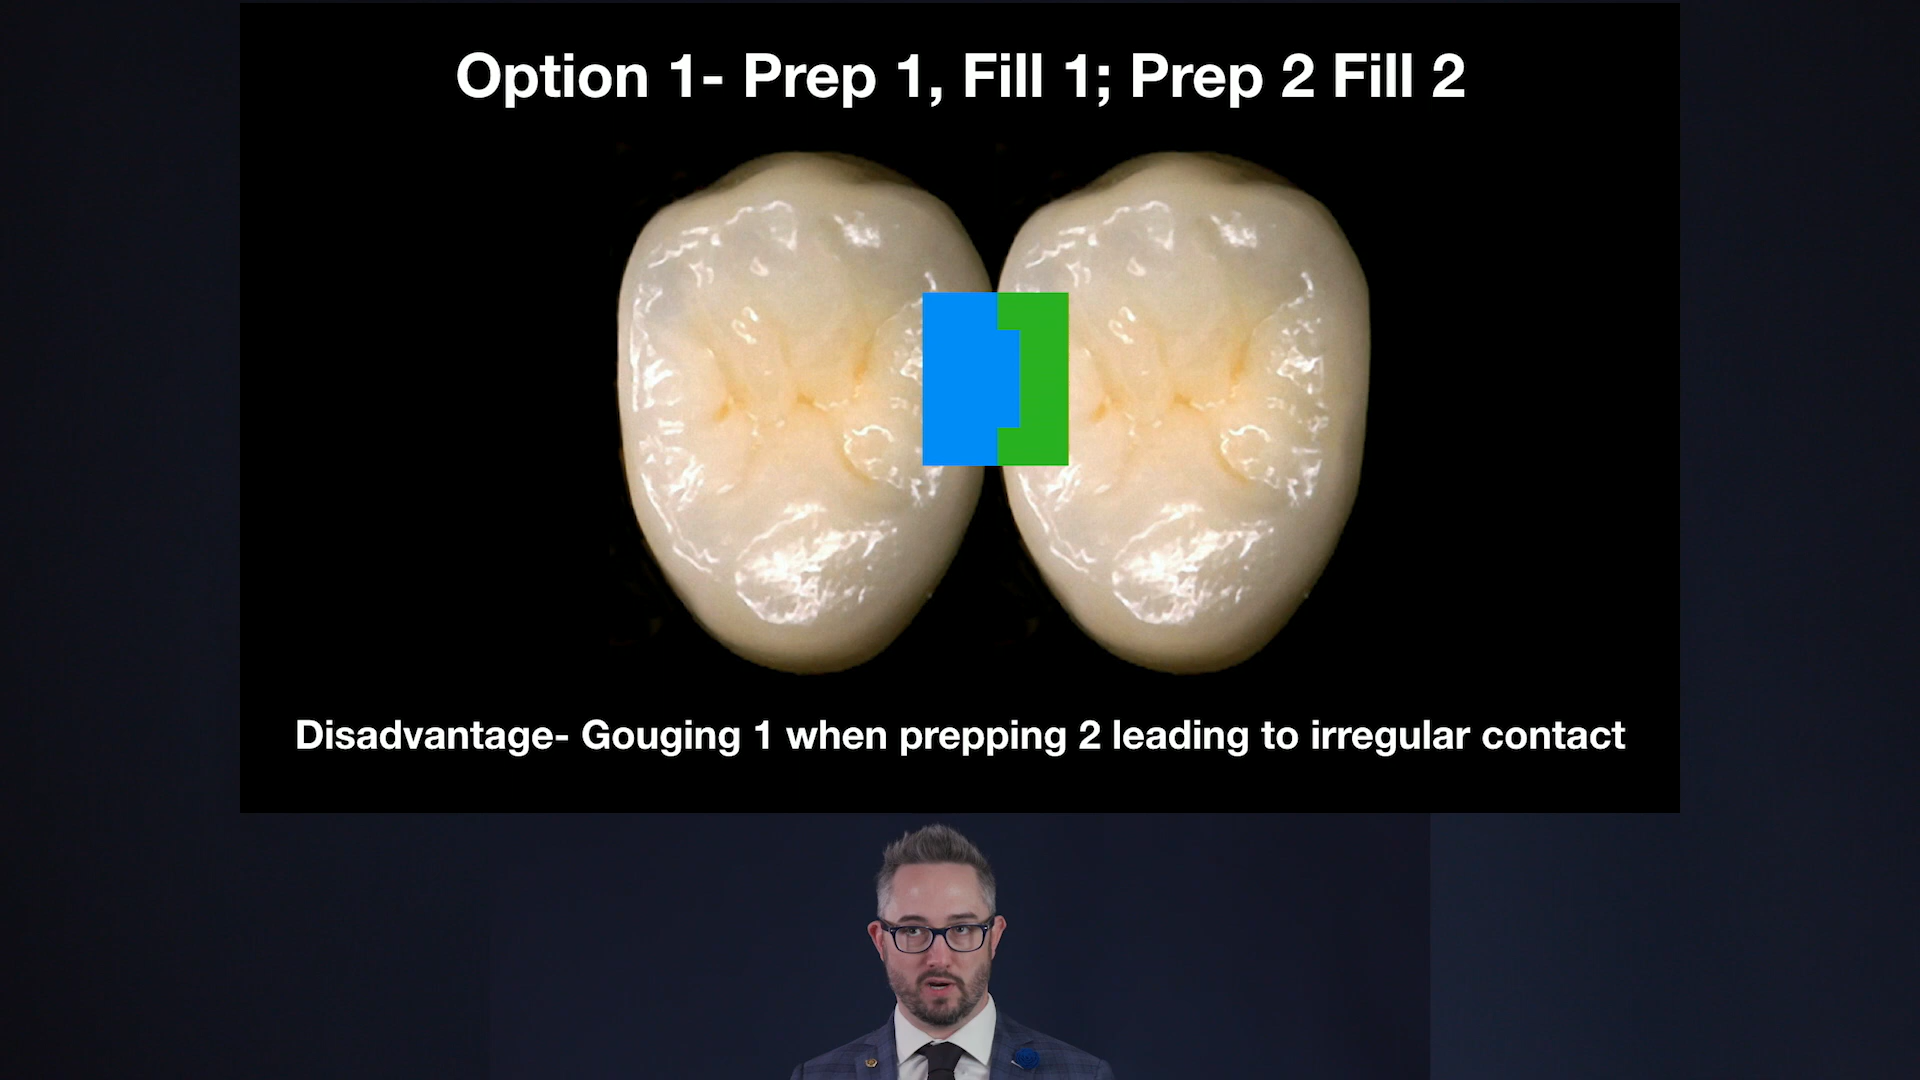 Option 1- Prep 1, Fill 1; Prep 2 Fill 2
Disadvantage- Gouging 1 when prepping 2 leading to irregular contact